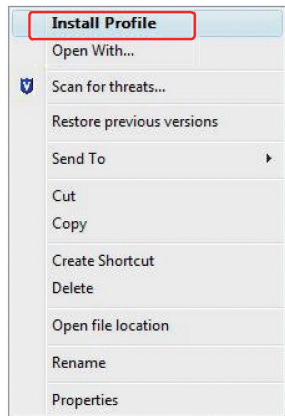 Install Profile
Open With...
Scan for threats...
Restore previous versions
Send To
Cut
Copy
Create Shortcut
Delete
Open file location
Rename
Properties